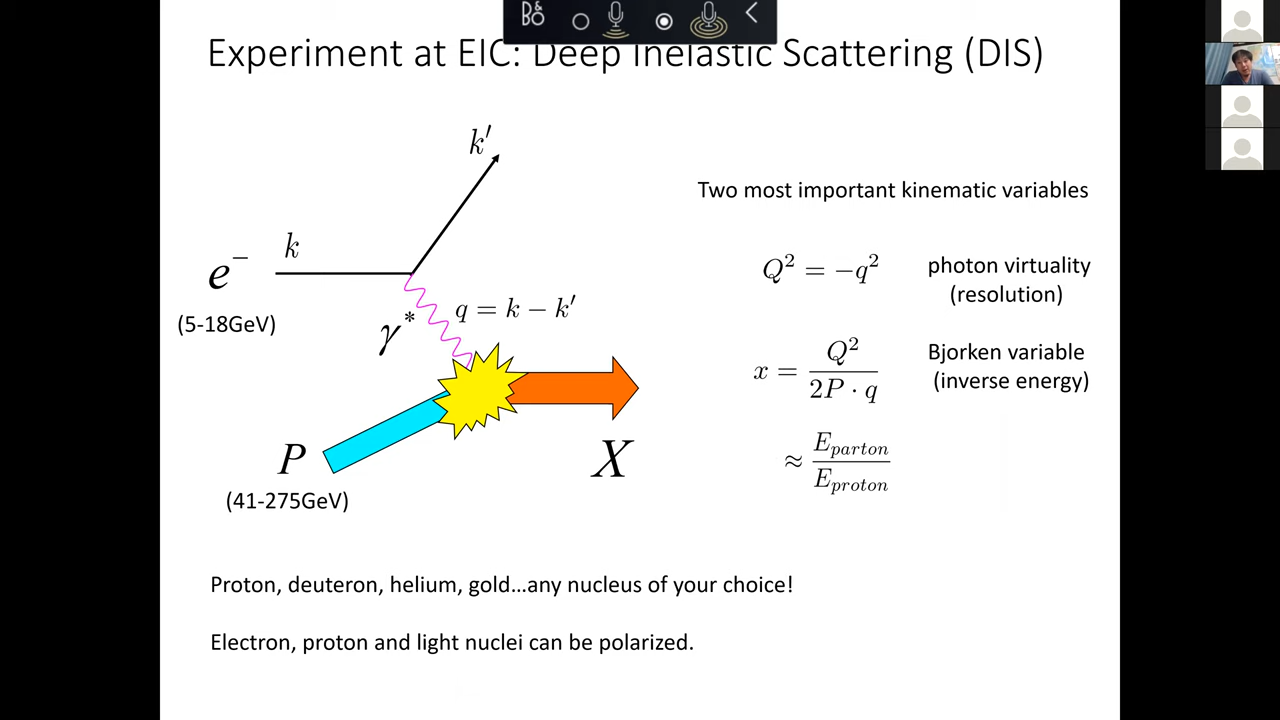 B&O
Experiment at EIC: Deep Inelastic Scattering (DIS)
k′
Two most important kinematic variables
k
e⁻
(5-18GeV)
γ*
q = k − k′
Q² = −q²
photon virtuality
(resolution)
x = Q² / 2P · q
Bjorken variable
(inverse energy)
≈ E_parton / E_proton
P
(41-275GeV)
X
Proton, deuteron, helium, gold…any nucleus of your choice!
Electron, proton and light nuclei can be polarized.